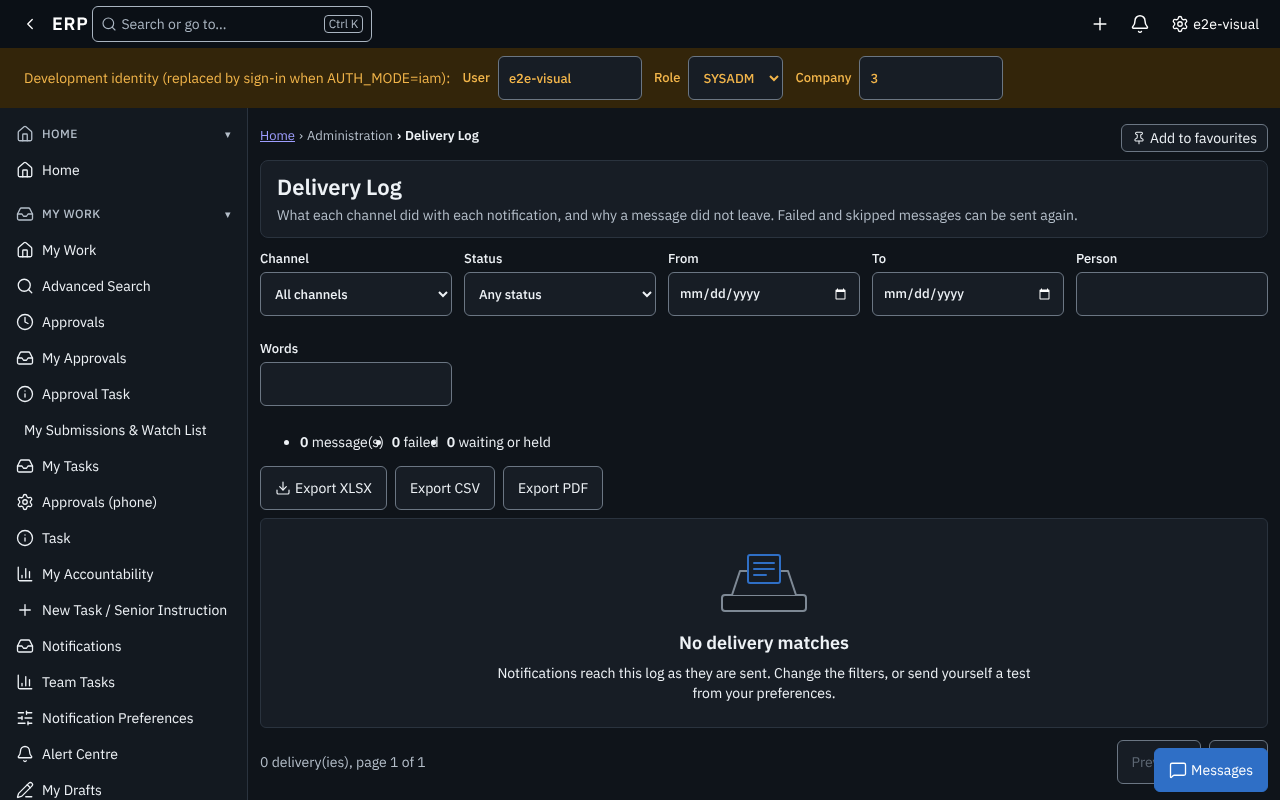 ERP
Search or go to...
Ctrl K
e2e-visual
Development identity (replaced by sign-in when AUTH_MODE=iam):
User
e2e-visual
Role
SYSADM
Company
3
HOME
Home
MY WORK
My Work
Advanced Search
Approvals
My Approvals
Approval Task
My Submissions & Watch List
My Tasks
Approvals (phone)
Task
My Accountability
New Task / Senior Instruction
Notifications
Team Tasks
Notification Preferences
Alert Centre
My Drafts
Home › Administration › Delivery Log
Add to favourites
Delivery Log
What each channel did with each notification, and why a message did not leave. Failed and skipped messages can be sent again.
Channel
All channels
Status
Any status
From
mm/dd/yyyy
To
mm/dd/yyyy
Person
Words
• 0 message(s) • 0 failed • 0 waiting or held
Export XLSX
Export CSV
Export PDF
No delivery matches
Notifications reach this log as they are sent. Change the filters, or send yourself a test
from your preferences.
0 delivery(ies), page 1 of 1
Messages